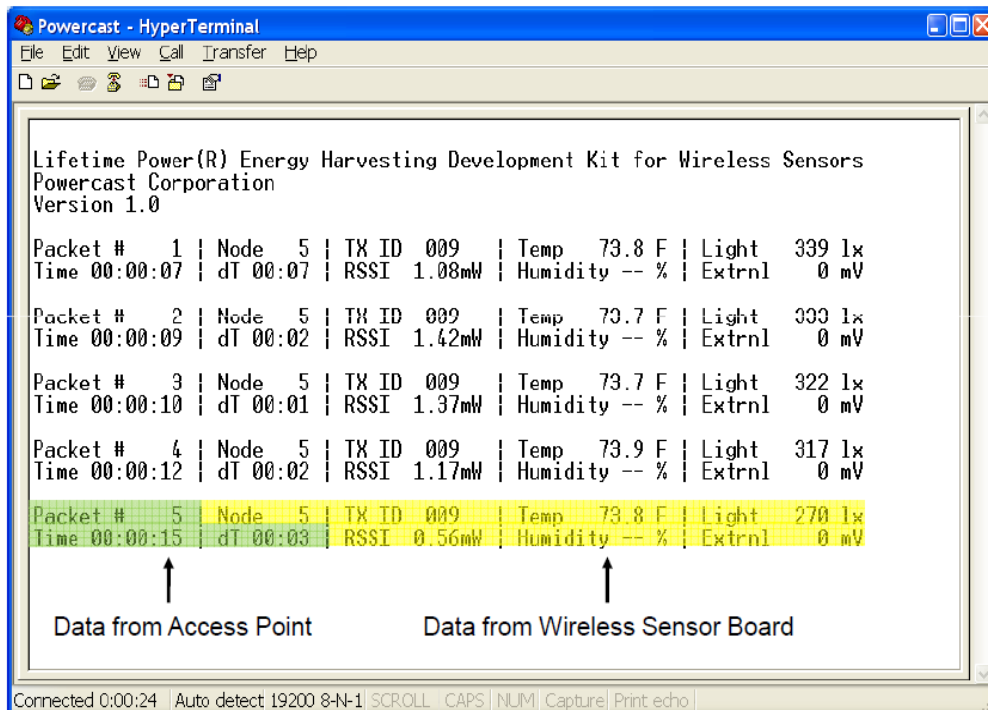 Powercast - HyperTerminal
File Edit View Call Transfer Help
Lifetime Power(R) Energy Harvesting Development Kit for Wireless Sensors
Powercast Corporation
Version 1.0
Packet # 1 | Node 5 | TX ID 009 | Temp 73.8 F | Light 339 lx
Time 00:00:07 | dT 00:07 | RSSI 1.08mW | Humidity -- % | Extrnl 0 mV
Packet # 2 | Node 5 | TX ID 009 | Temp 73.7 F | Light 333 lx
Time 00:00:09 | dT 00:02 | RSSI 1.42mW | Humidity -- % | Extrnl 0 mV
Packet # 3 | Node 5 | TX ID 009 | Temp 73.7 F | Light 322 lx
Time 00:00:10 | dT 00:01 | RSSI 1.37mW | Humidity -- % | Extrnl 0 mV
Packet # 4 | Node 5 | TX ID 009 | Temp 73.9 F | Light 317 lx
Time 00:00:12 | dT 00:02 | RSSI 1.17mW | Humidity -- % | Extrnl 0 mV
Packet # 5 | Node 5 | TX ID 009 | Temp 73.8 F | Light 270 lx
Time 00:00:15 | dT 00:03 | RSSI 0.56mW | Humidity -- % | Extrnl 0 mV
Data from Access Point Data from Wireless Sensor Board
Connected 0:00:24 Auto detect 19200 8-N-1 SCROLL CAPS NUM Capture Print echo